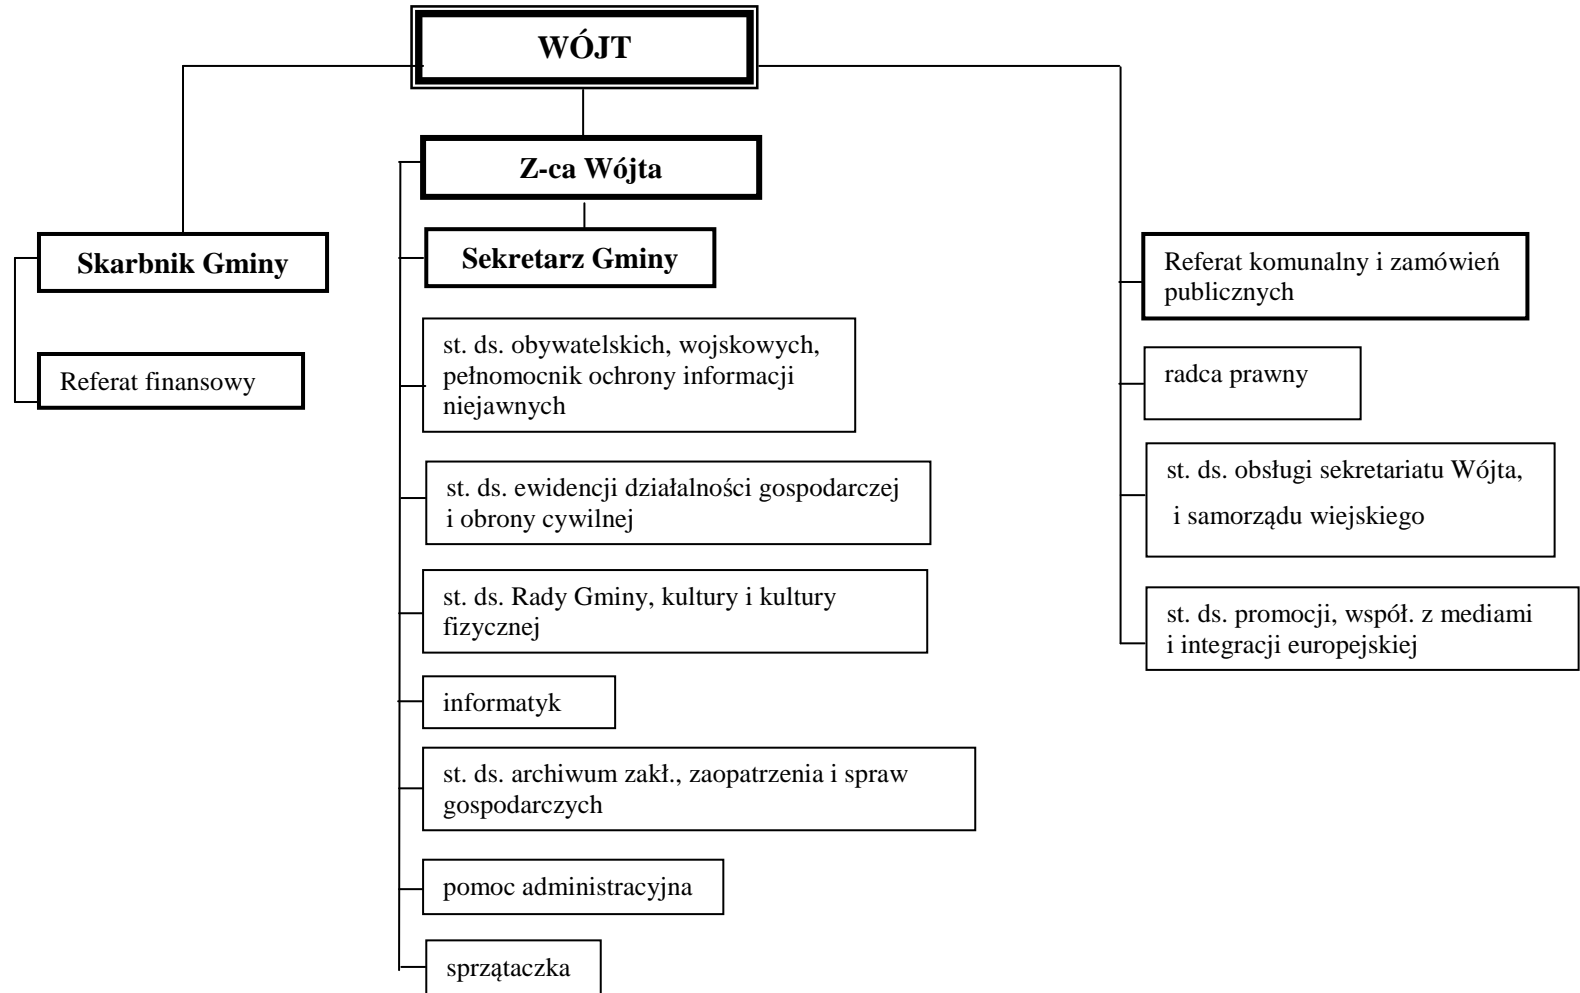 WÓJT
Z-ca Wójta
Skarbnik Gminy
Referat finansowy
Sekretarz Gminy
st. ds. obywatelskich, wojskowych,
pełnomocnik ochrony informacji
niejawnych
st. ds. ewidencji działalności gospodarczej
i obrony cywilnej
st. ds. Rady Gminy, kultury i kultury
fizycznej
informatyk
st. ds. archiwum zakł., zaopatrzenia i spraw
gospodarczych
pomoc administracyjna
sprzątaczka
Referat komunalny i zamówień
publicznych
radca prawny
st. ds. obsługi sekretariatu Wójta,
i samorządu wiejskiego
st. ds. promocji, współ. z mediami
i integracji europejskiej